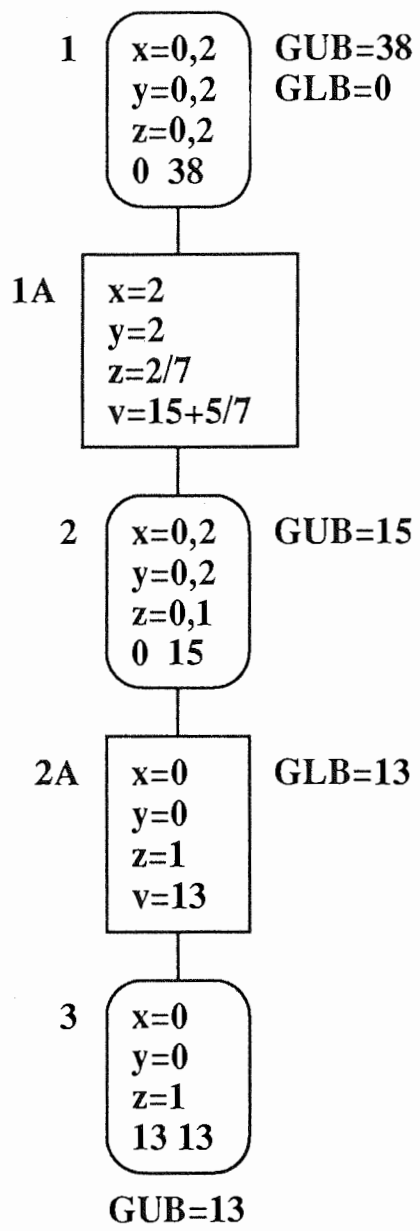 1 x=0,2 GUB=38
y=0,2 GLB=0
z=0,2
0 38
1A x=2
y=2
z=2/7
v=15+5/7
2 x=0,2 GUB=15
y=0,2
z=0,1
0 15
2A x=0 GLB=13
y=0
z=1
v=13
3 x=0
y=0
z=1
13 13
GUB=13